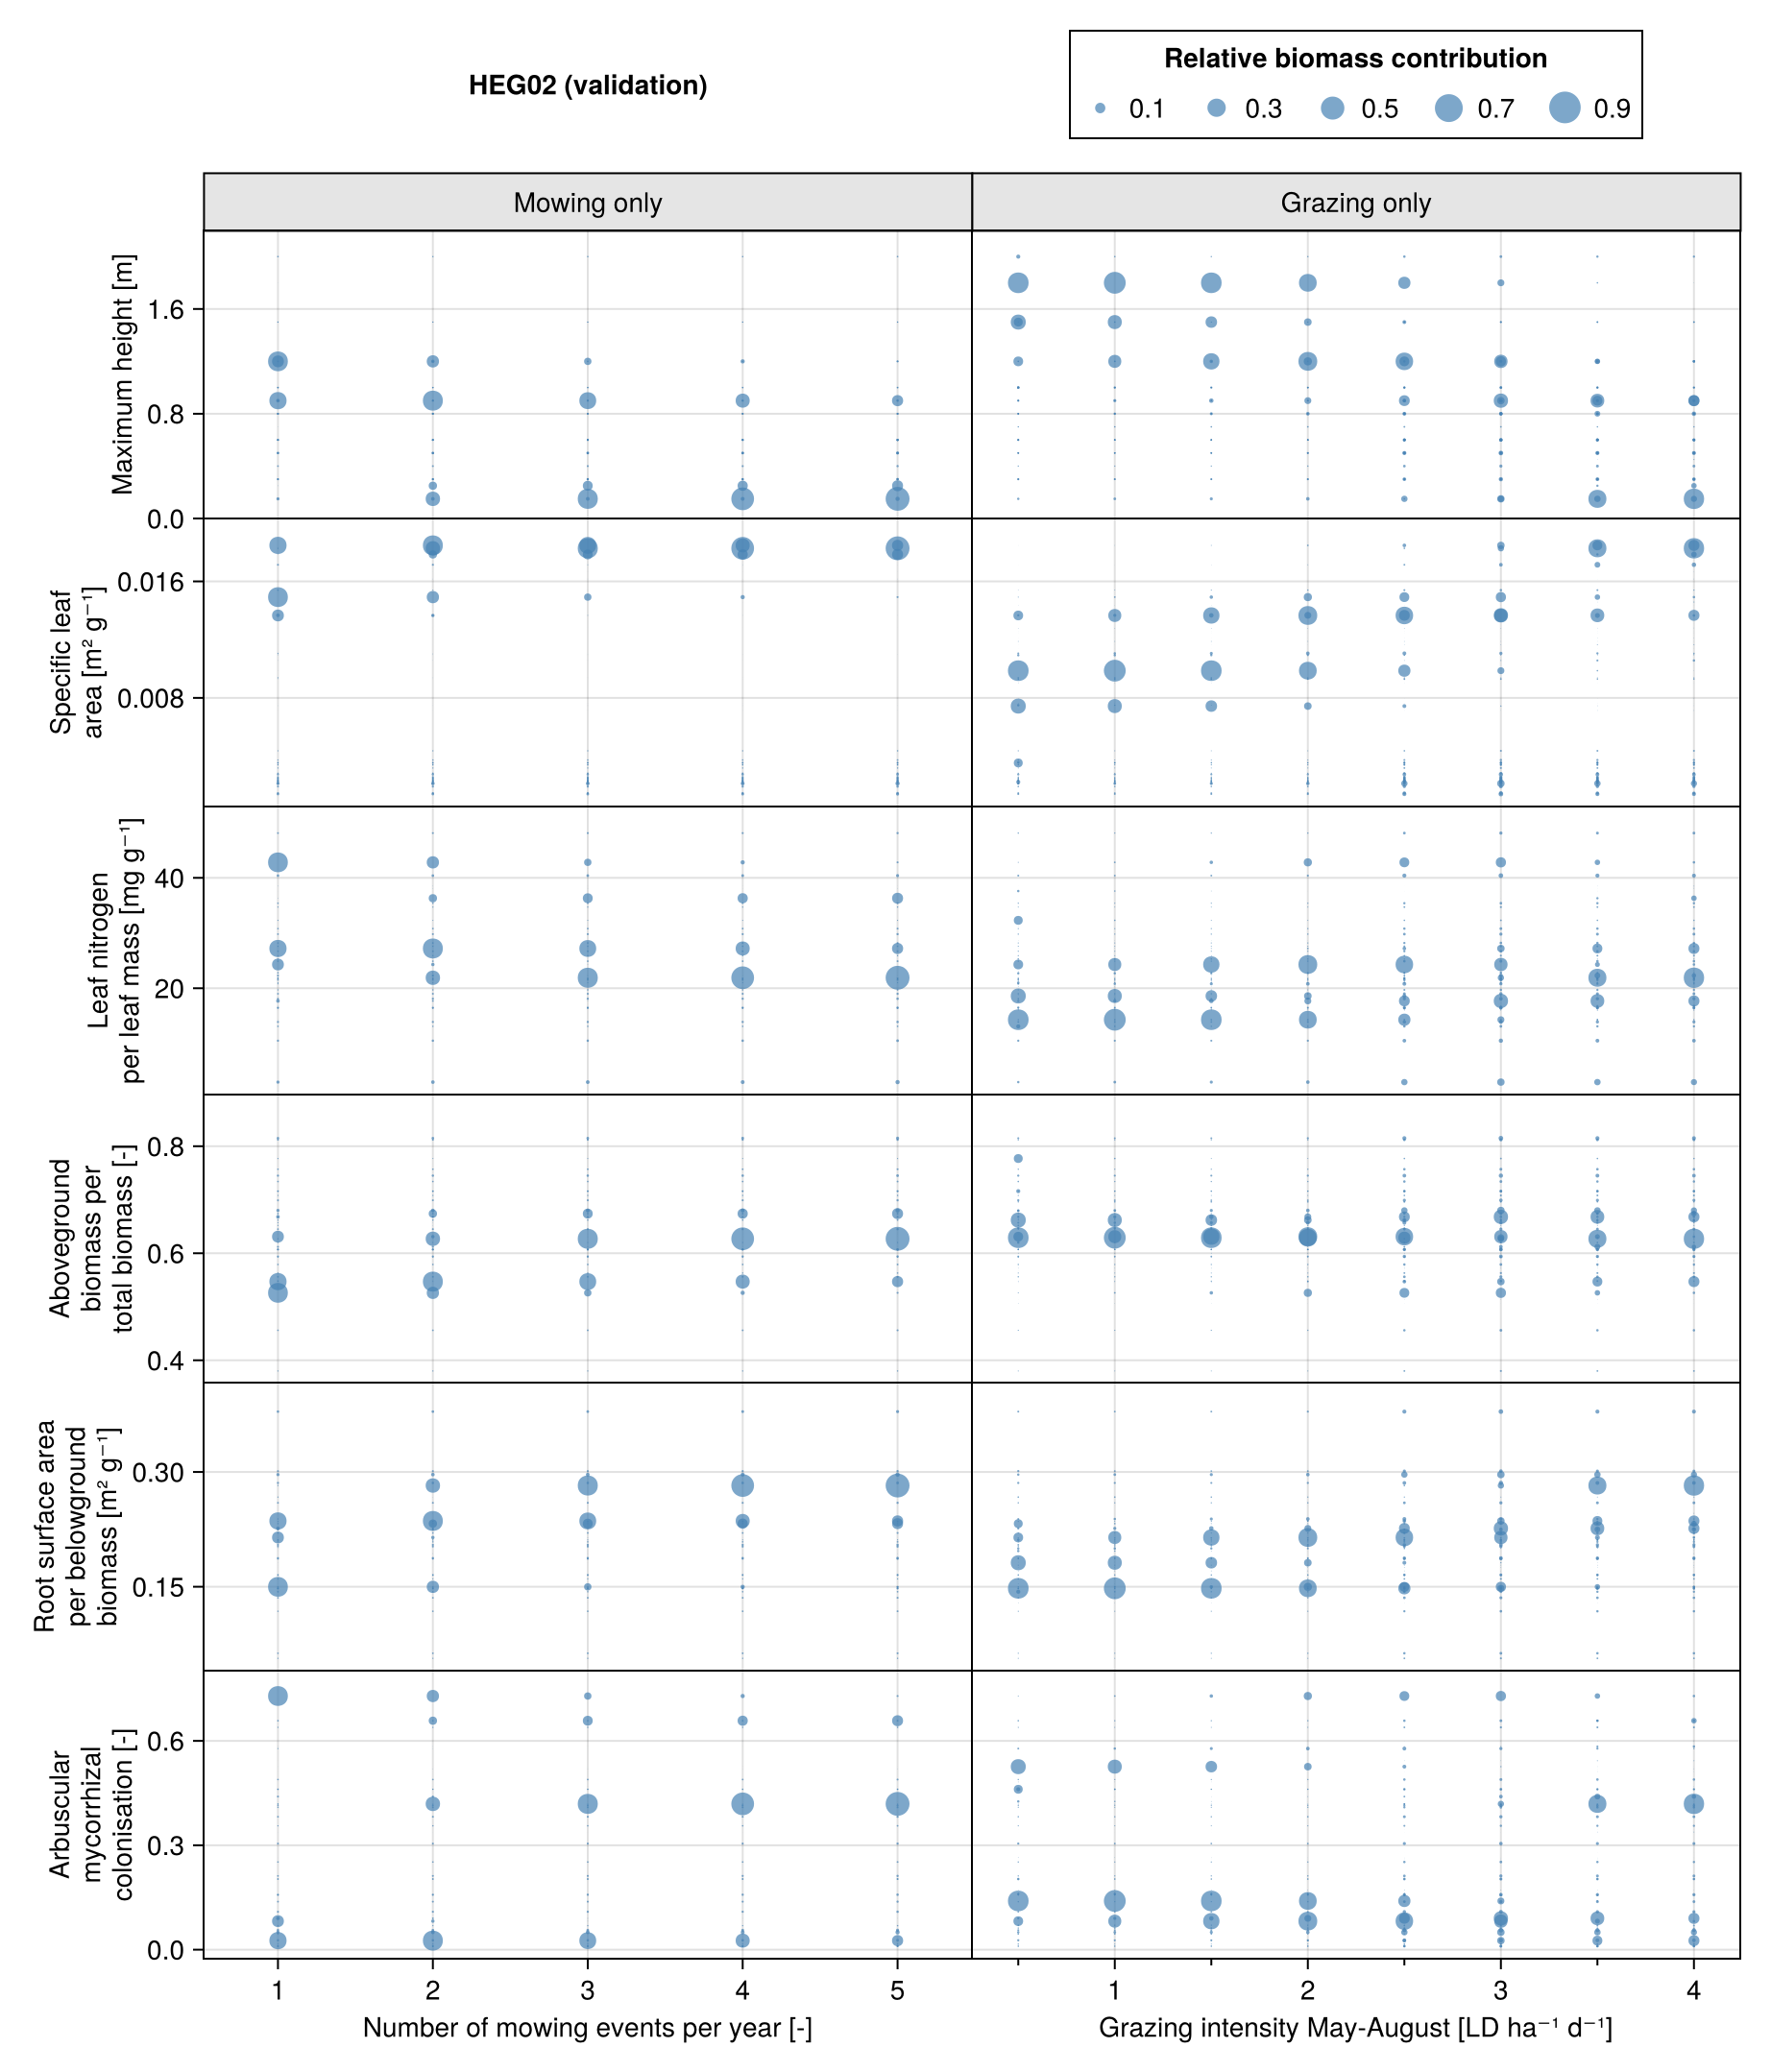 HEG02 (validation)
Relative biomass contribution
0.1 0.3 0.5 0.7 0.9
Mowing only
Grazing only
Maximum height [m]
1.6
0.8
0.0
Specific leaf
area [m² g⁻¹]
0.016
0.008
Leaf nitrogen
per leaf mass [mg g⁻¹]
40
20
Aboveground
biomass per
total biomass [-]
0.8
0.6
0.4
Root surface area
per belowground
biomass [m² g⁻¹]
0.30
0.15
Arbuscular
mycorrhizal
colonisation [-]
0.6
0.3
0.0
1 2 3 4 5
Number of mowing events per year [-]
1 2 3 4
Grazing intensity May-August [LD ha⁻¹ d⁻¹]